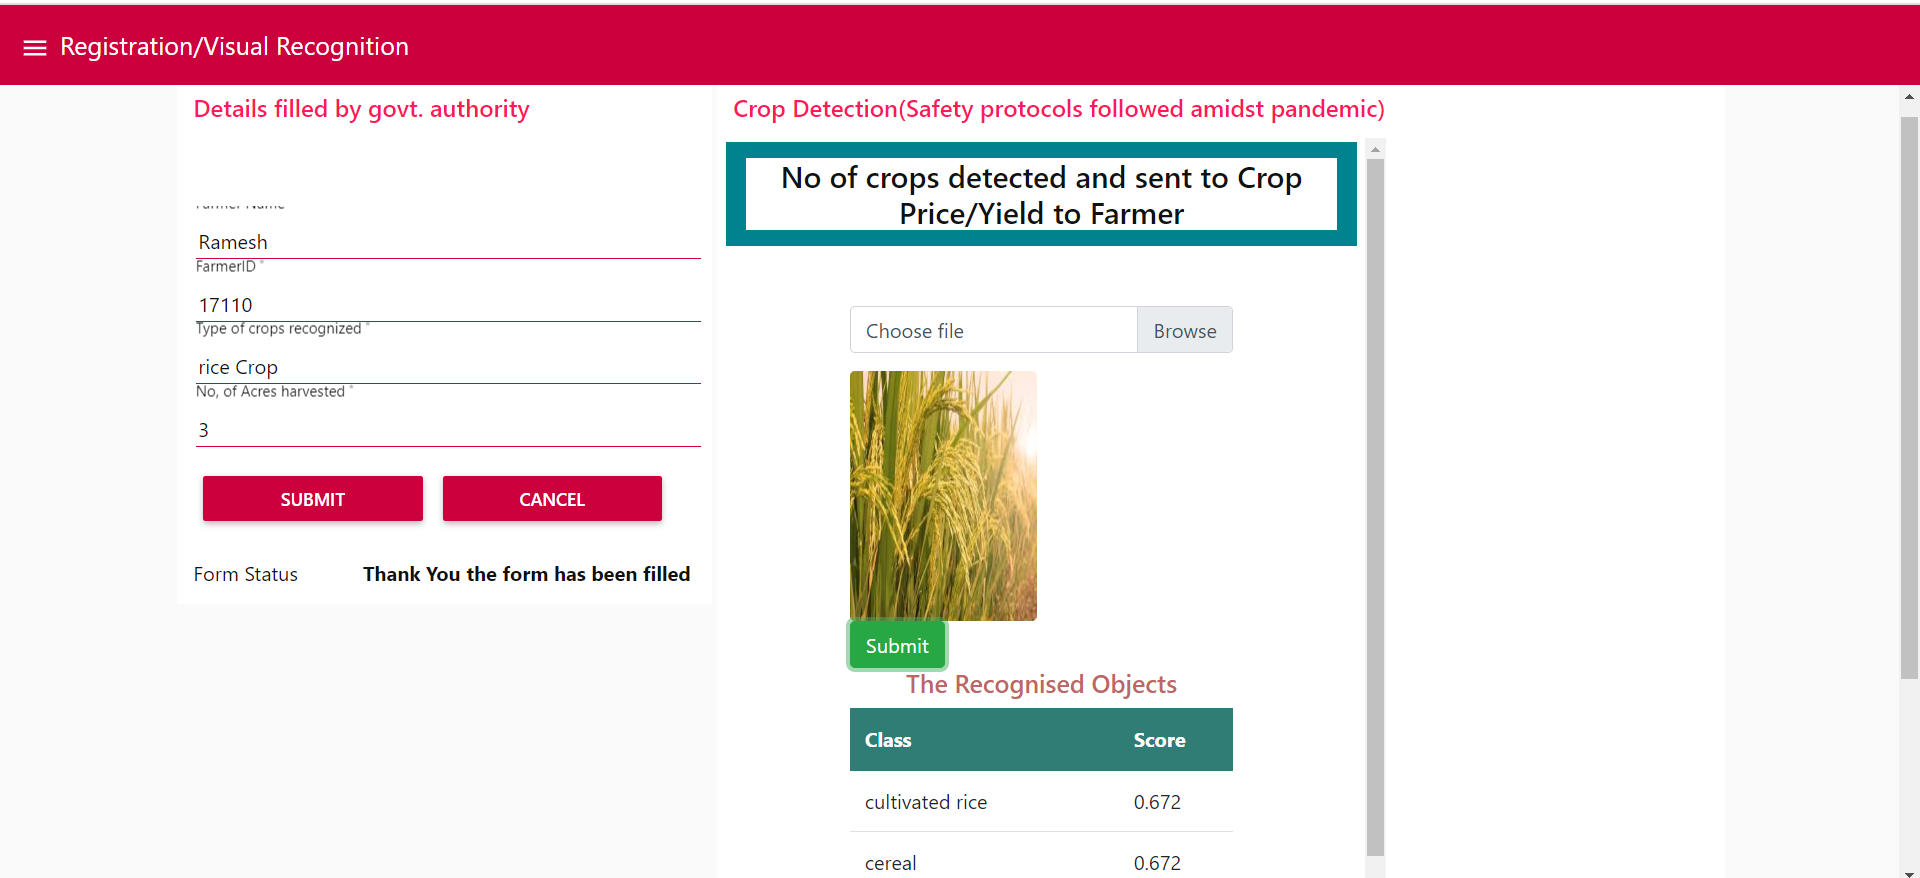 Registration/Visual Recognition
Details filled by govt. authority
Farmer Name
Ramesh
FarmerID *
17110
Type of crops recognized *
rice Crop
No, of Acres harvested *
3
SUBMIT
CANCEL
Form Status
Thank You the form has been filled
Crop Detection(Safety protocols followed amidst pandemic)
No of crops detected and sent to Crop
Price/Yield to Farmer
Choose file
Browse
Submit
The Recognised Objects
Class Score
cultivated rice 0.672
cereal 0.672